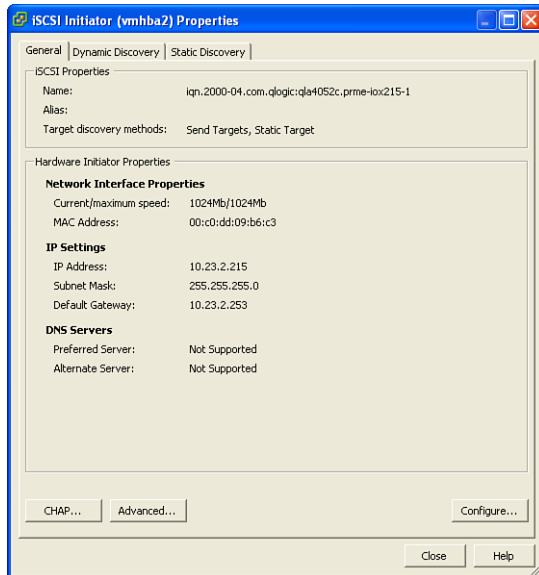 iSCSI Initiator (vmhba2) Properties
General Dynamic Discovery Static Discovery
iSCSI Properties
Name: iqn.2000-04.com.qlogic:qla4052c.prme-iox215-1
Alias:
Target discovery methods: Send Targets, Static Target
Hardware Initiator Properties
Network Interface Properties
Current/maximum speed: 1024Mb/1024Mb
MAC Address: 00:c0:dd:09:b6:c3
IP Settings
IP Address: 10.23.2.215
Subnet Mask: 255.255.255.0
Default Gateway: 10.23.2.253
DNS Servers
Preferred Server: Not Supported
Alternate Server: Not Supported
CHAP... Advanced... Configure...
Close Help